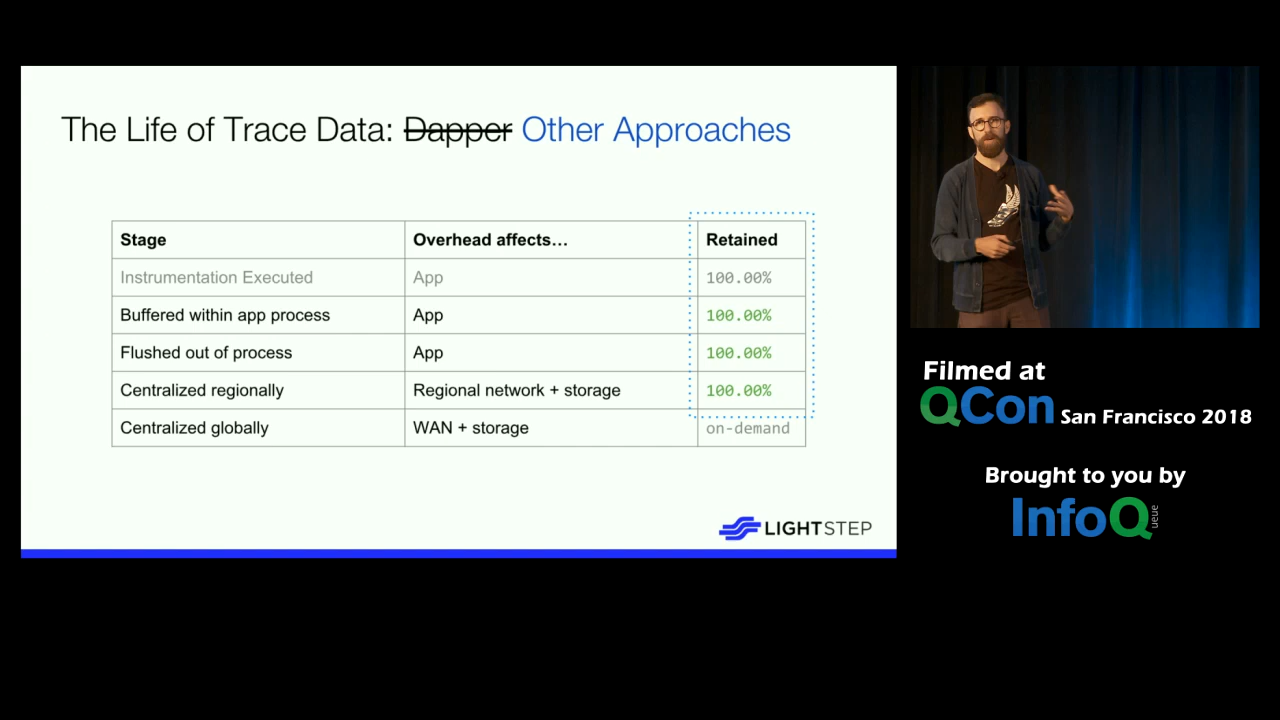 The Life of Trace Data: Dapper Other Approaches
Stage Overhead affects… Retained
Instrumentation Executed App 100.00%
Buffered within app process App 100.00%
Flushed out of process App 100.00%
Centralized regionally Regional network + storage 100.00%
Centralized globally WAN + storage on-demand
LIGHTSTEP
Filmed at
QCon San Francisco 2018
Brought to you by
InfoQ
ueue